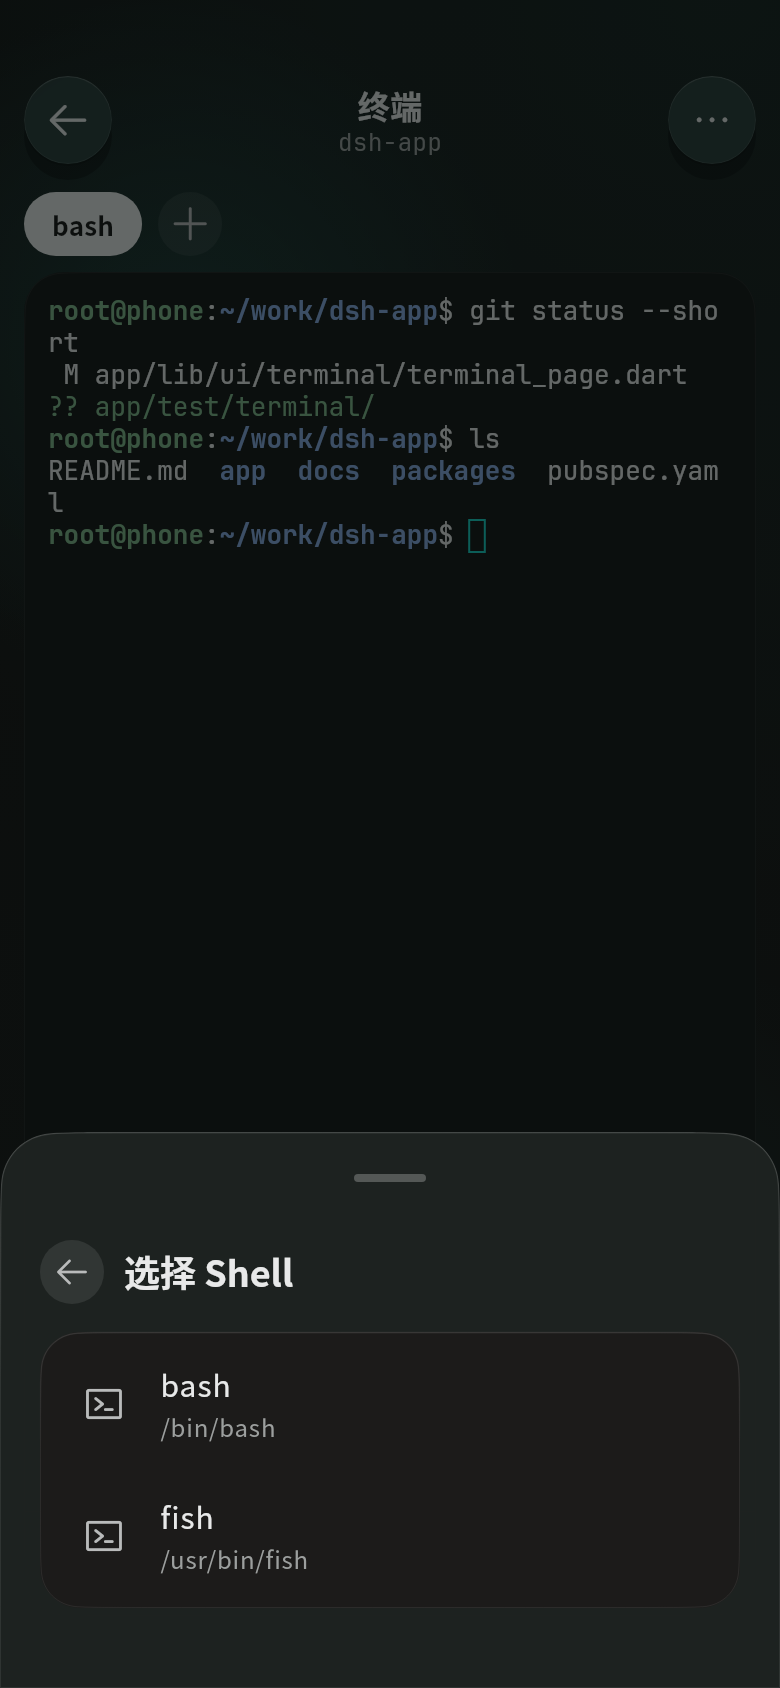 终端
dsh-app
bash
root@phone:~/work/dsh-app$ git status --sho
rt
 M app/lib/ui/terminal/terminal_page.dart
?? app/test/terminal/
root@phone:~/work/dsh-app$ ls
README.md  app  docs  packages  pubspec.yam
l
root@phone:~/work/dsh-app$
选择 Shell
bash
/bin/bash
fish
/usr/bin/fish